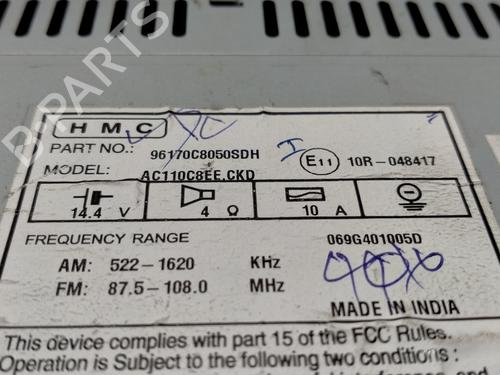 B-PARTS
HMC
PART NO.: 96170C8050SDH
E11 10R-048417
MODEL: AC110C8EE.CKD
14.4 V 4 Ω 10 A
FREQUENCY RANGE 069G401005D
AM: 522-1620 KHz
FM: 87.5-108.0 MHz
MADE IN INDIA
This device complies with part 15 of the FCC Rules.
Operation is Subject to the following two conditions: